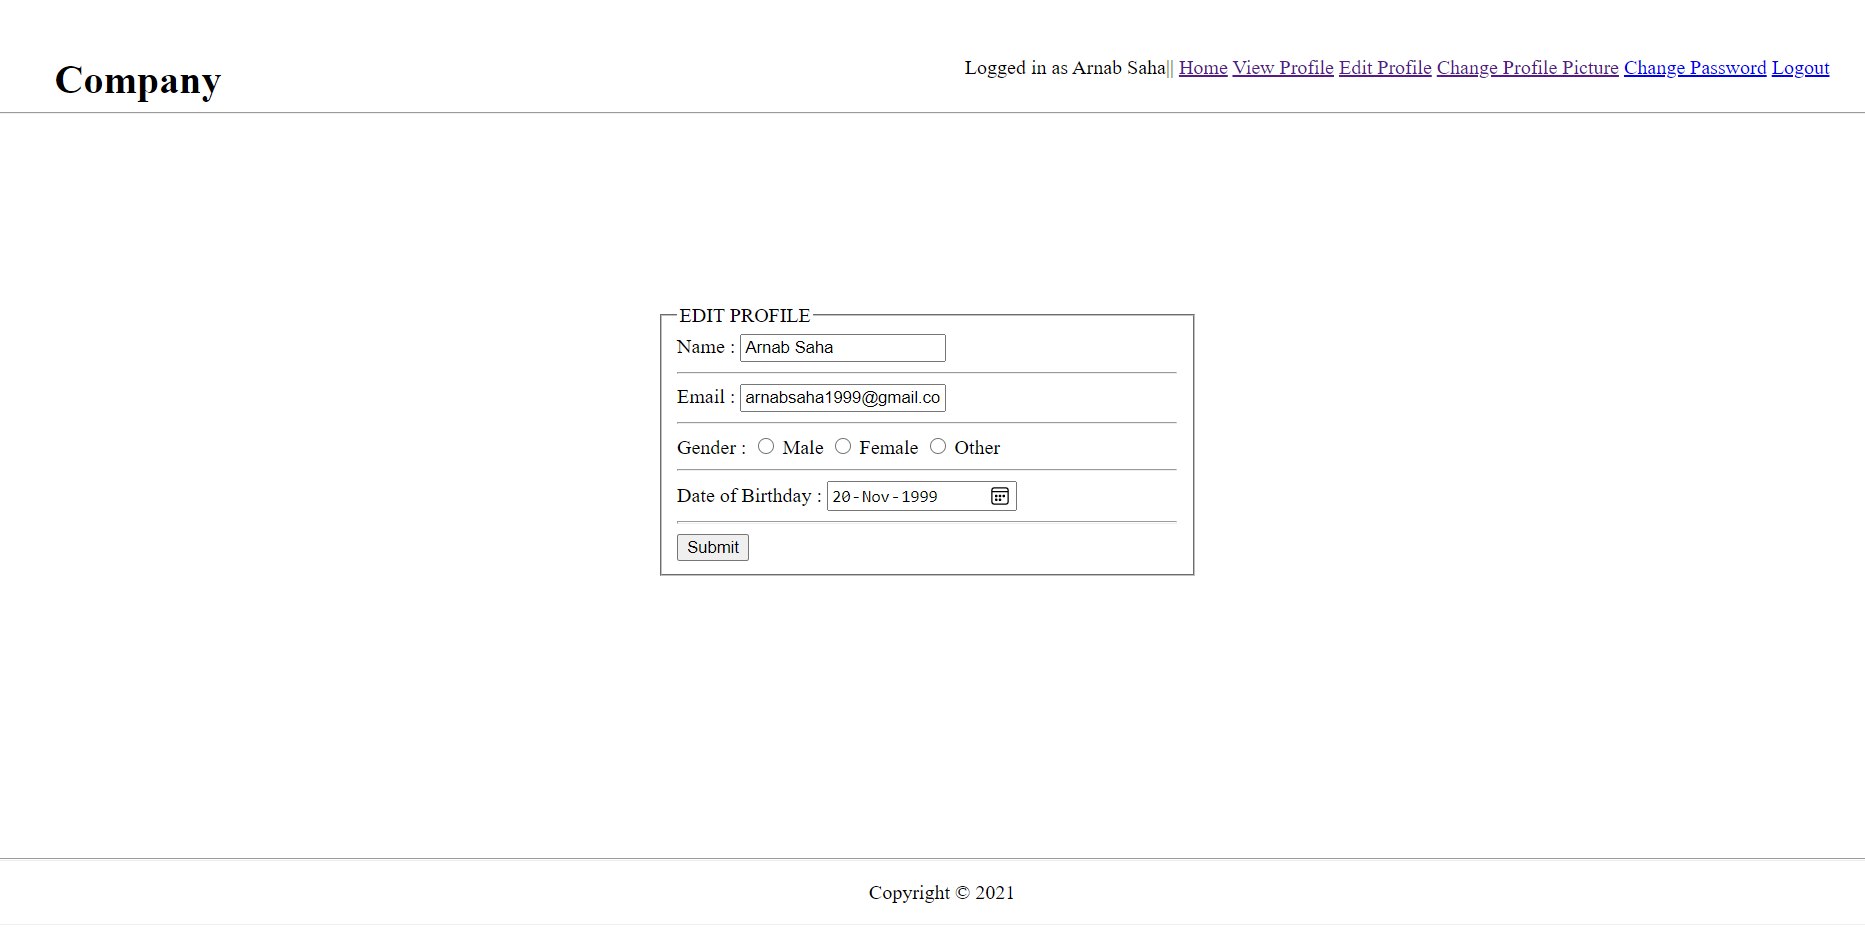 Company
Logged in as Arnab Saha|| Home View Profile Edit Profile Change Profile Picture Change Password Logout
EDIT PROFILE
Name : Arnab Saha
Email : arnabsaha1999@gmail.co
Gender : Male Female Other
Date of Birthday : 20-Nov-1999
Submit
Copyright © 2021